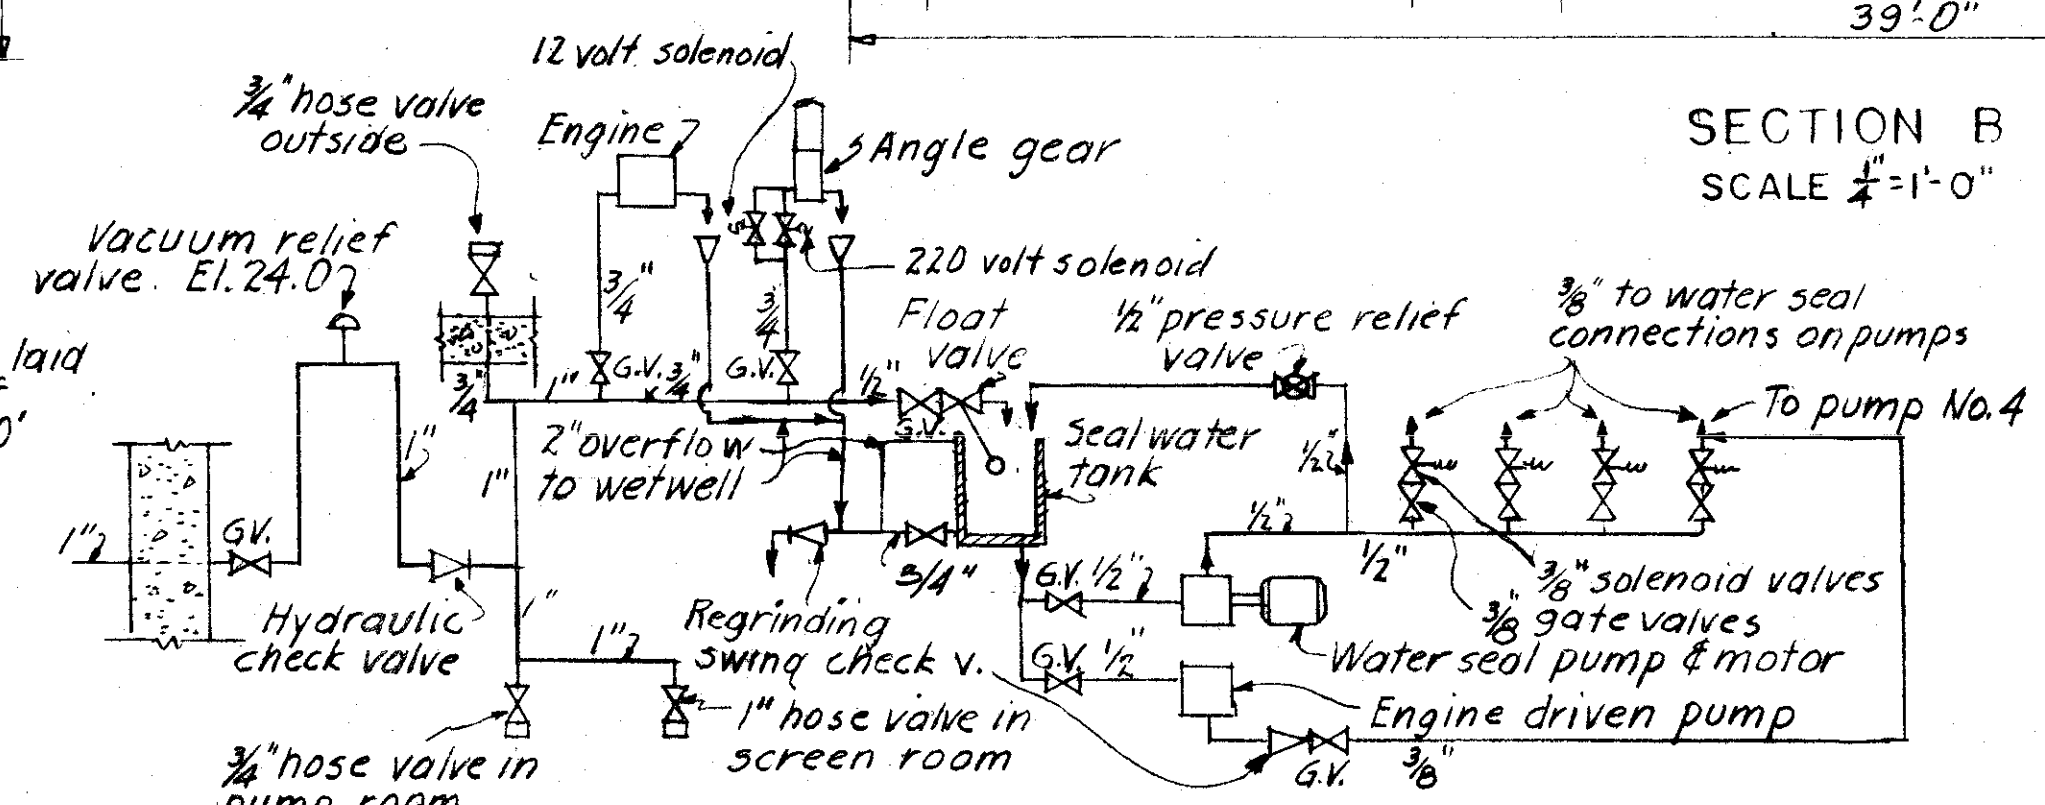 39'-0"
12 volt solenoid
3/4" hose valve
outside
Engine
Angle gear
SECTION B
SCALE 1/4"=1'-0"
Vacuum relief
valve. El.24.0
220 volt solenoid
3/4"
3/4"
Float
valve
1/2" pressure relief
valve
3/8" to water seal
connections on pumps
laid
3/4"
1"
G.V.
3/4"
G.V.
1/2"
To pump No.4
0'
1"
G.V.
2" overflow
to wetwell
Seal water
tank
1/2"
1"
1"
G.V.
1/2"
1/2"
3/4"
G.V. 1/2"
3/8" solenoid valves
3/8" gate valves
Hydraulic
check valve
1"
1"
Regrinding
swing check v.
G.V. 1/2"
Water seal pump & motor
1" hose valve in
screen room
Engine driven pump
3/4" hose valve in
pump room
G.V.
3/8"